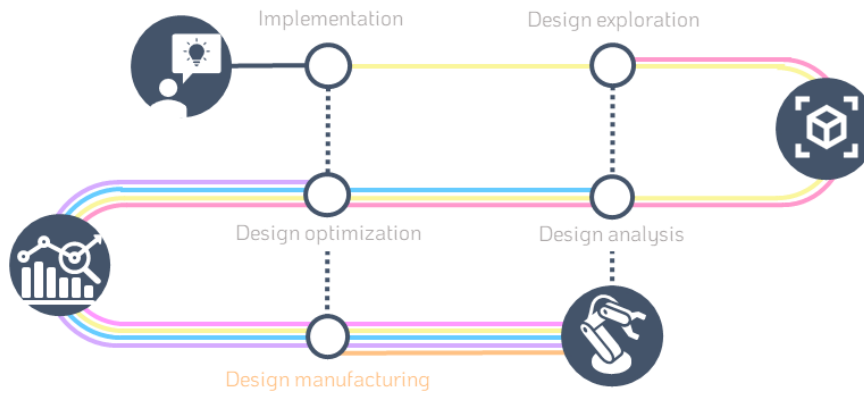 Implementation
Design exploration
Design optimization
Design analysis
Design manufacturing